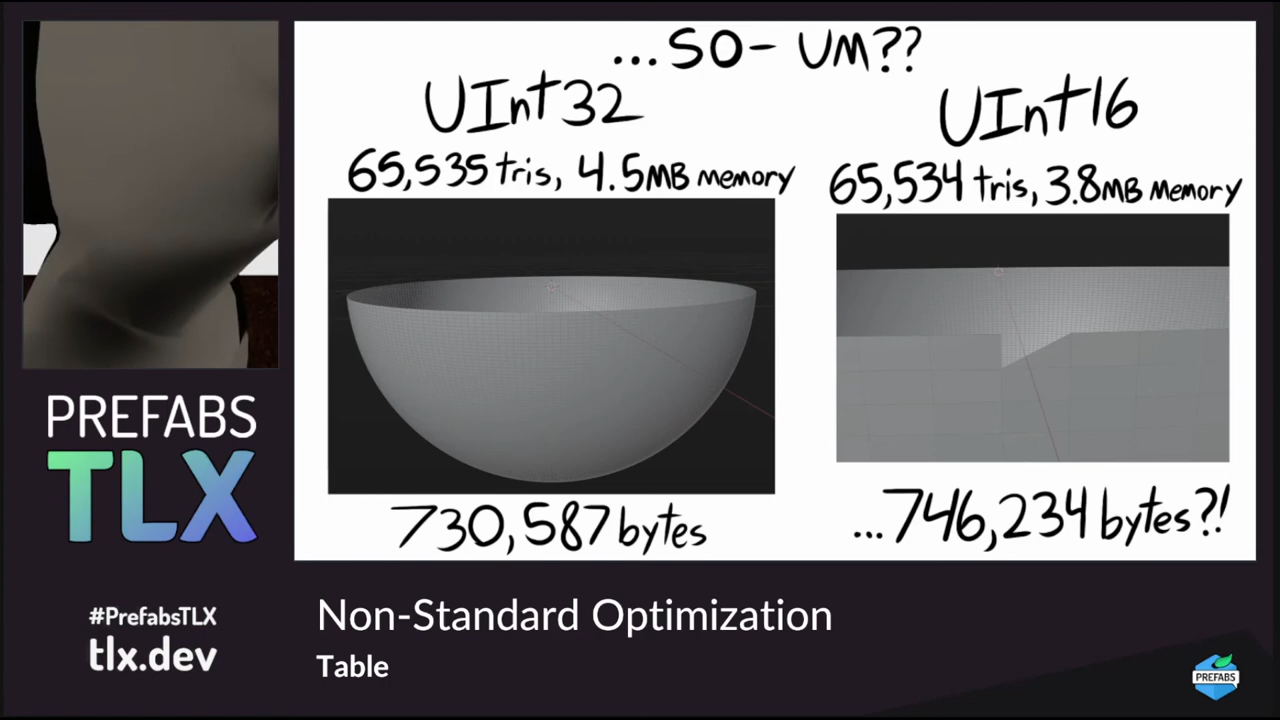 ...SO- UM??
UInt32
65,535 tris, 4.5MB memory
730,587 bytes
UInt16
65,534 tris, 3.8MB memory
...746,234 bytes?!
PREFABS
TLX
#PrefabsTLX
tlx.dev
Non-Standard Optimization
Table
PREFABS